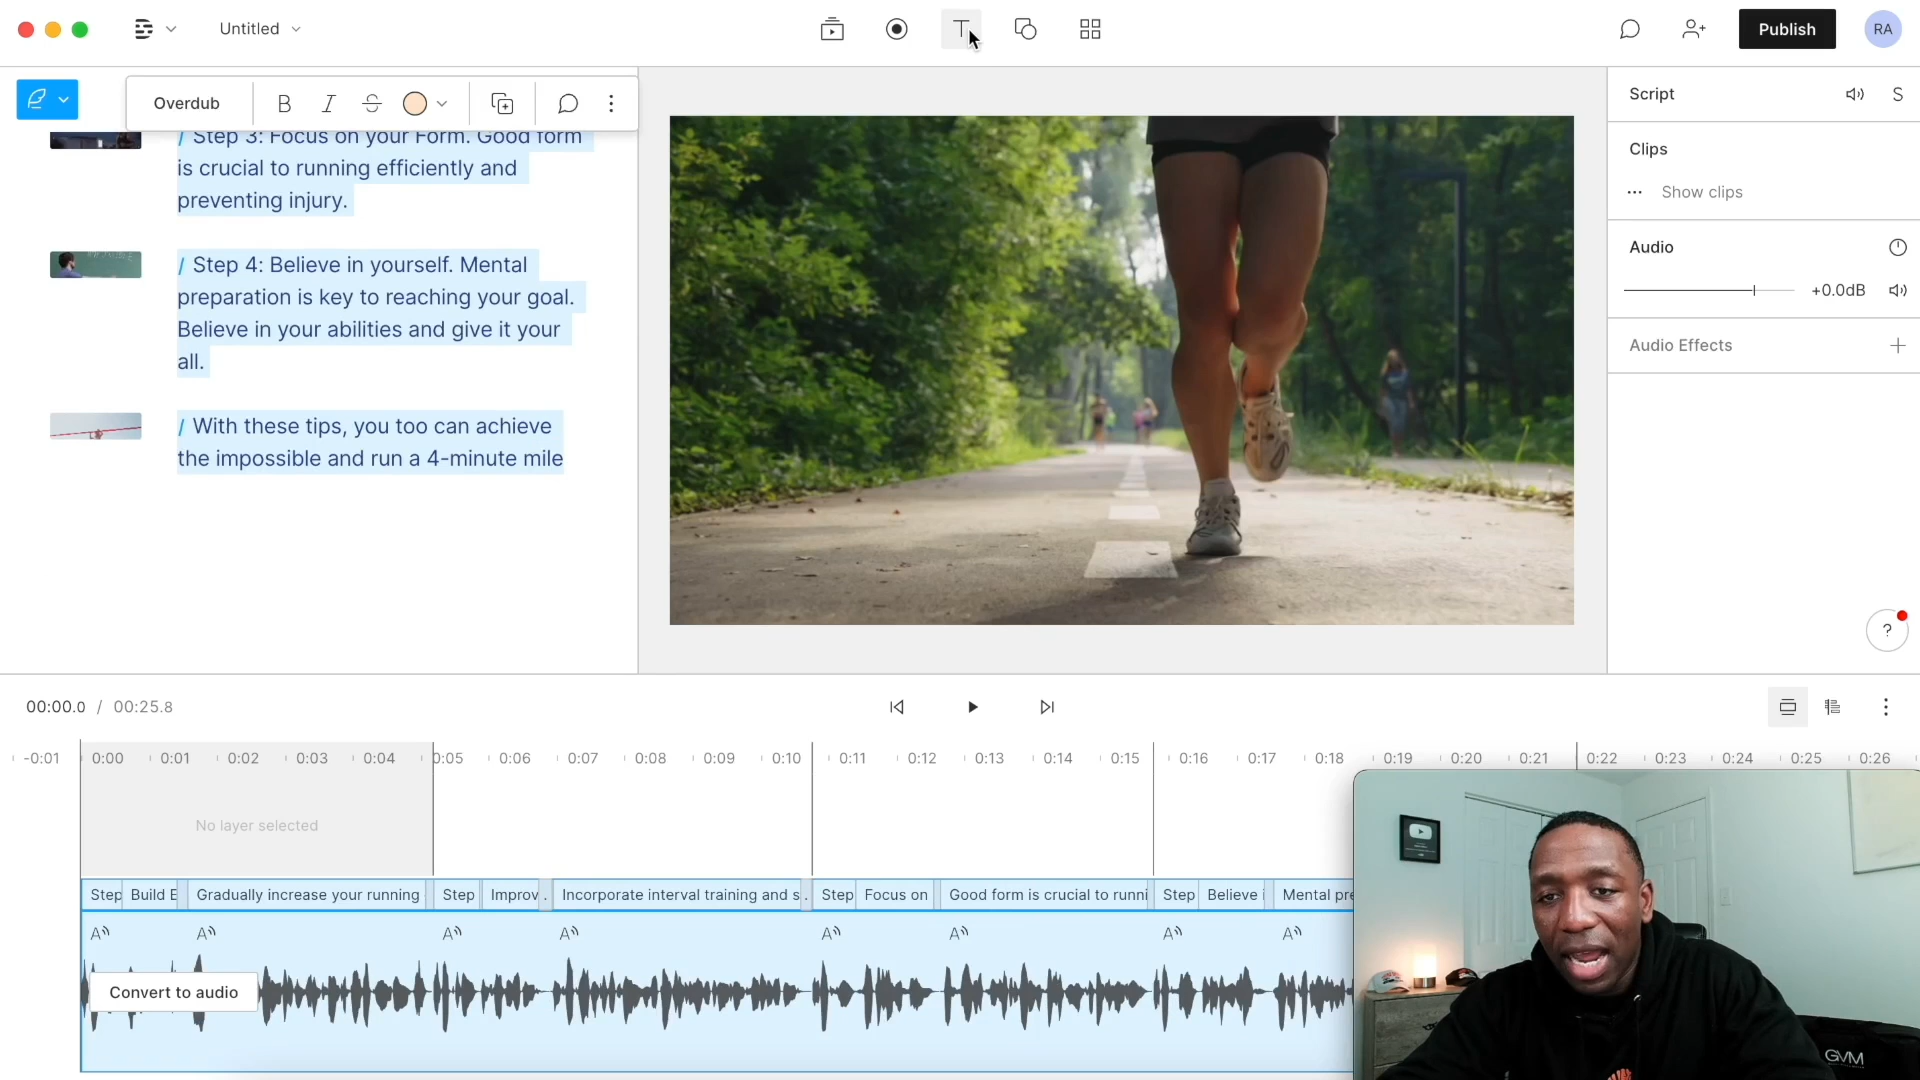 Untitled
Publish
RA
Overdub
/ Step 3: Focus on your Form. Good form
is crucial to running efficiently and
preventing injury.
/ Step 4: Believe in yourself. Mental
preparation is key to reaching your goal.
Believe in your abilities and give it your
all.
/ With these tips, you too can achieve
the impossible and run a 4-minute mile
Script
S
Clips
Show clips
Audio
+0.0dB
Audio Effects
?
00:00.0 / 00:25.8
-0:01 0:00 0:01 0:02 0:03 0:04 0:05 0:06 0:07 0:08 0:09 0:10 0:11 0:12 0:13 0:14 0:15 0:16 0:17 0:18 0:19 0:20 0:21 0:22 0:23 0:24 0:25 0:26
No layer selected
Step Build E Gradually increase your running Step Improv . Incorporate interval training and s . Step Focus on Good form is crucial to runni Step Believe i Mental pre
Convert to audio
GVM